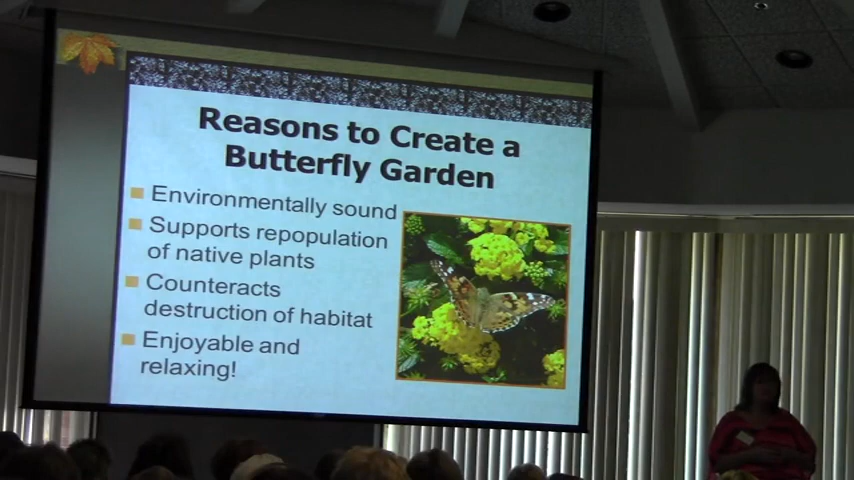 Reasons to Create a
Butterfly Garden
Environmentally sound
Supports repopulation
of native plants
Counteracts
destruction of habitat
Enjoyable and
relaxing!